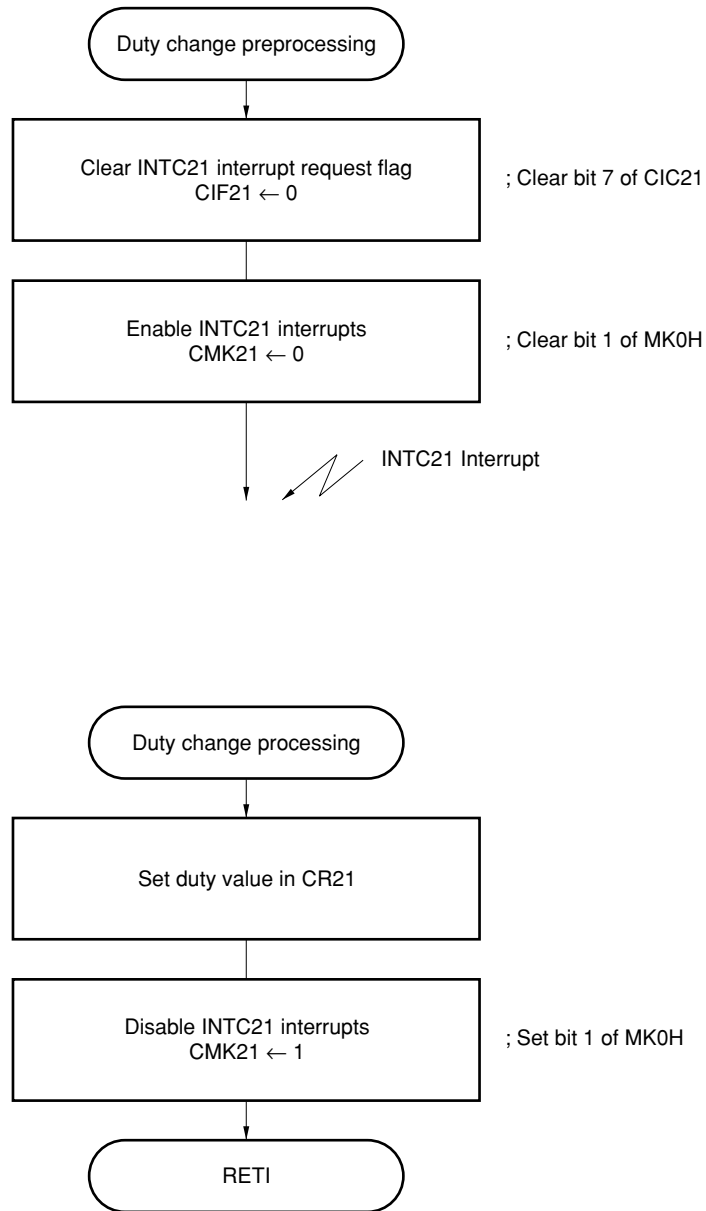 Duty change preprocessing
Clear INTC21 interrupt request flag
CIF21 ← 0
; Clear bit 7 of CIC21
Enable INTC21 interrupts
CMK21 ← 0
; Clear bit 1 of MK0H
INTC21 Interrupt
Duty change processing
Set duty value in CR21
Disable INTC21 interrupts
CMK21 ← 1
; Set bit 1 of MK0H
RETI